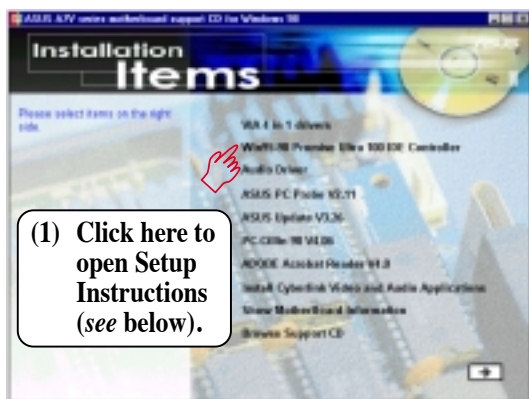 ASUS A7V series motherboard support CD for Windows 98
Installation
Items
ASUS
Please select items on the right
side.
VIA 4 in 1 drivers
Win95-98 Promise Ultra 100 IDE Controller
Audio Driver
ASUS PC Probe V2.11
ASUS Update V3.26
PC-Cillin 98 V4.06
ADOBE Acrobat Reader V4.0
Install Cyberlink Video and Audio Applications
Show Motherboard Information
Browse Support CD
(1) Click here to
open Setup
Instructions
(see below).